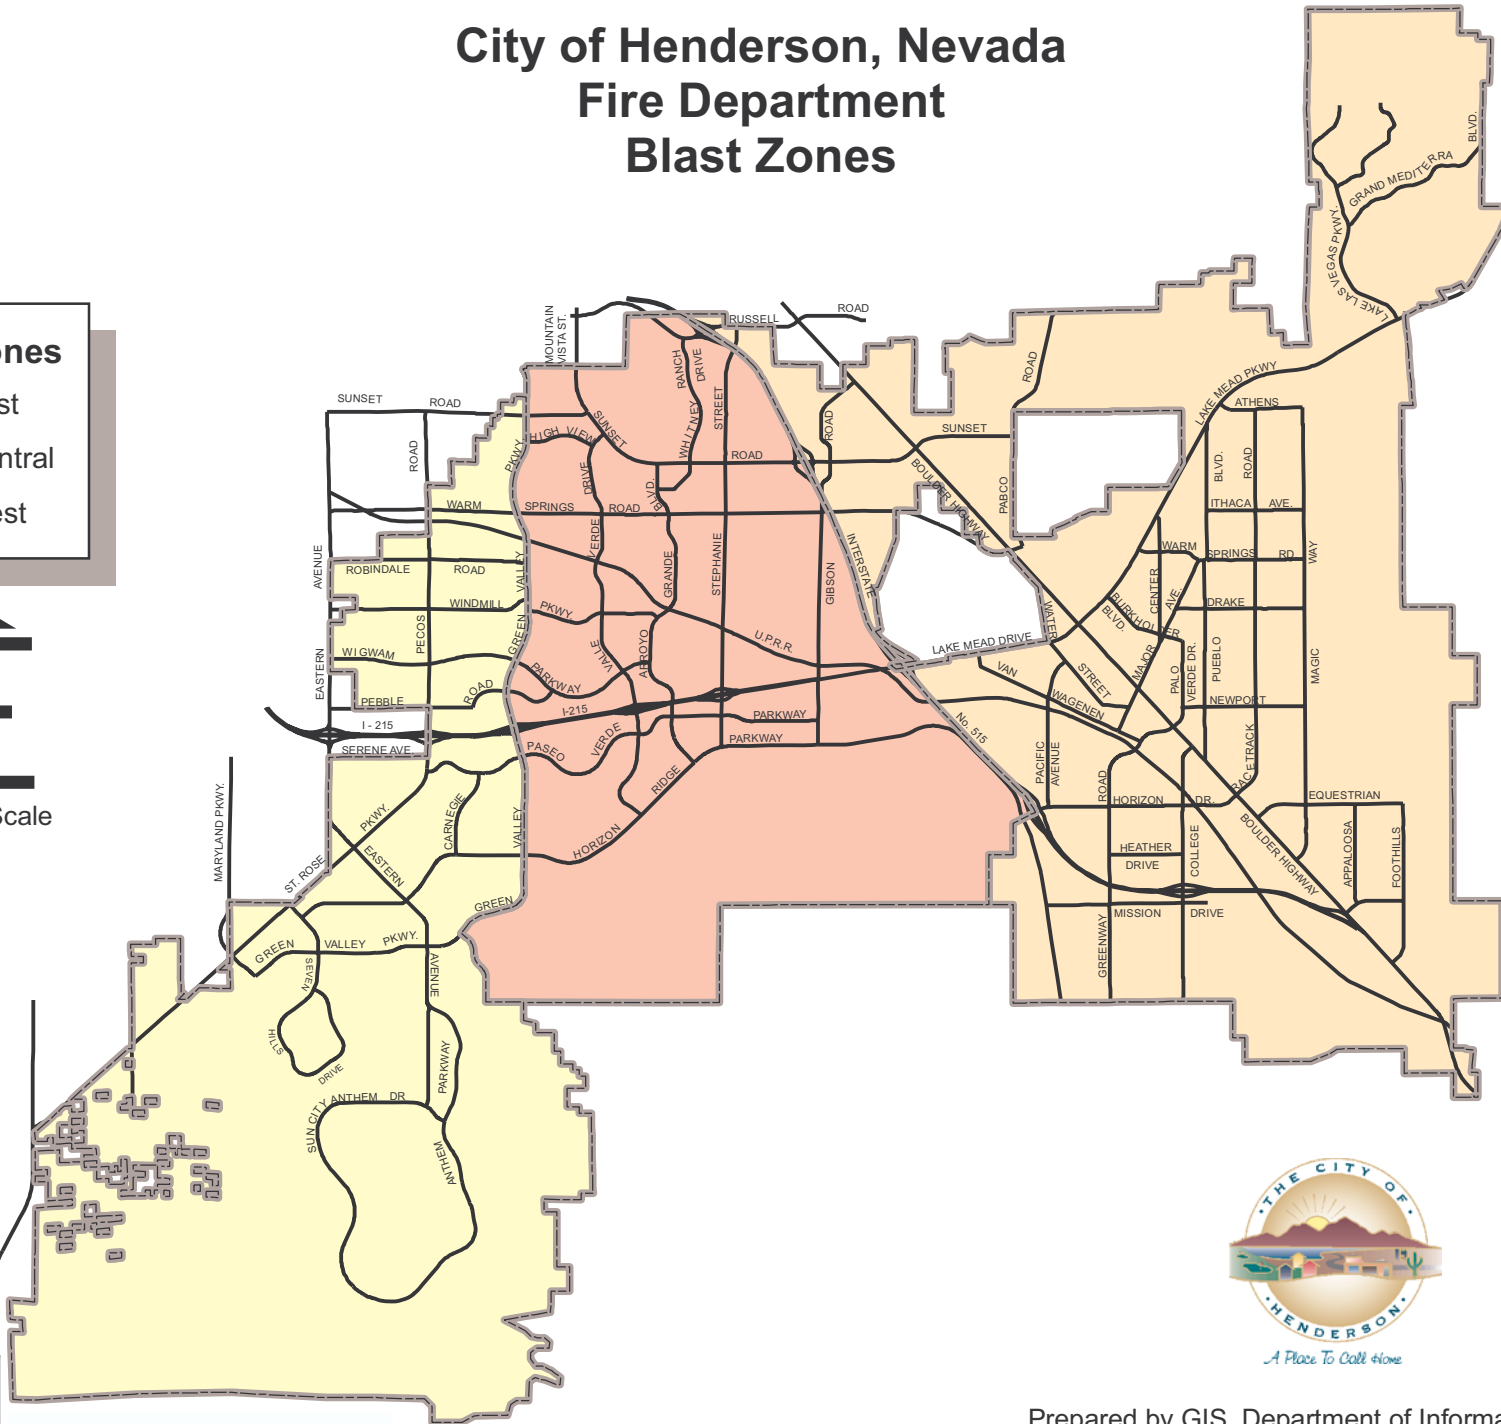 City of Henderson, Nevada
Fire Department
Blast Zones
ones
st
ntral
est
Scale
MOUNTAIN
VISTA ST.
RUSSELL
ROAD
SUNSET
ROAD
ROAD
PKWY
HIGH VIEW
SUNSET
DRIVE
RANCH
DRIVE
WHITNEY
STREET
ROAD
BLVD.
ROAD
SUNSET
BOULDER HIGHWAY
PABCO
ROAD
LAKE MEAD PKWY
ATHENS
BLVD.
ROAD
ITHACA
AVE.
WARM
SPRINGS
RD.
WAY
GRAND MEDITERRA
BLVD.
LAKE LAS VEGAS PKWY.
LAKE
WARM
SPRINGS
ROAD
AVENUE
ROBINDALE
ROAD
VALLEY
VERDE
GRANDE
STEPHANIE
GIBSON
INTERSTATE
WINDMILL
PKWY.
PECOS
GREEN
WIGWAM
PARKWAY
VALLE
ARROYO
U.P.R.R.
EASTERN
PEBBLE
ROAD
I - 215
I-215
SERENE AVE.
PASEO
VERDE
PARKWAY
PARKWAY
RIDGE
HORIZON
LAKE MEAD DRIVE
WATER
STREET
VAN
WAGENEN
No. 515
BURKHOLDER
BLVD.
CENTER
AVE.
MAJOR
DRAKE
PALO
VERDE DR.
PUEBLO
NEWPORT
MAGIC
PACIFIC
AVENUE
ROAD
HORIZON
DR.
RACETRACK
EQUESTRIAN
HEATHER
DRIVE
COLLEGE
BOULDER HIGHWAY
APPALOOSA
FOOTHILLS
MISSION
DRIVE
GREENWAY
MARYLAND PKWY.
ST. ROSE
PKWY.
CARNEGIE
EASTERN
VALLEY
GREEN
GREEN
VALLEY
PKWY.
SEVEN
HILLS
DRIVE
AVENUE
PARKWAY
SUN CITY ANTHEM DR
ANTHEM
THE CITY OF
HENDERSON
A Place To Call Home
Prepared by GIS, Department of Informa